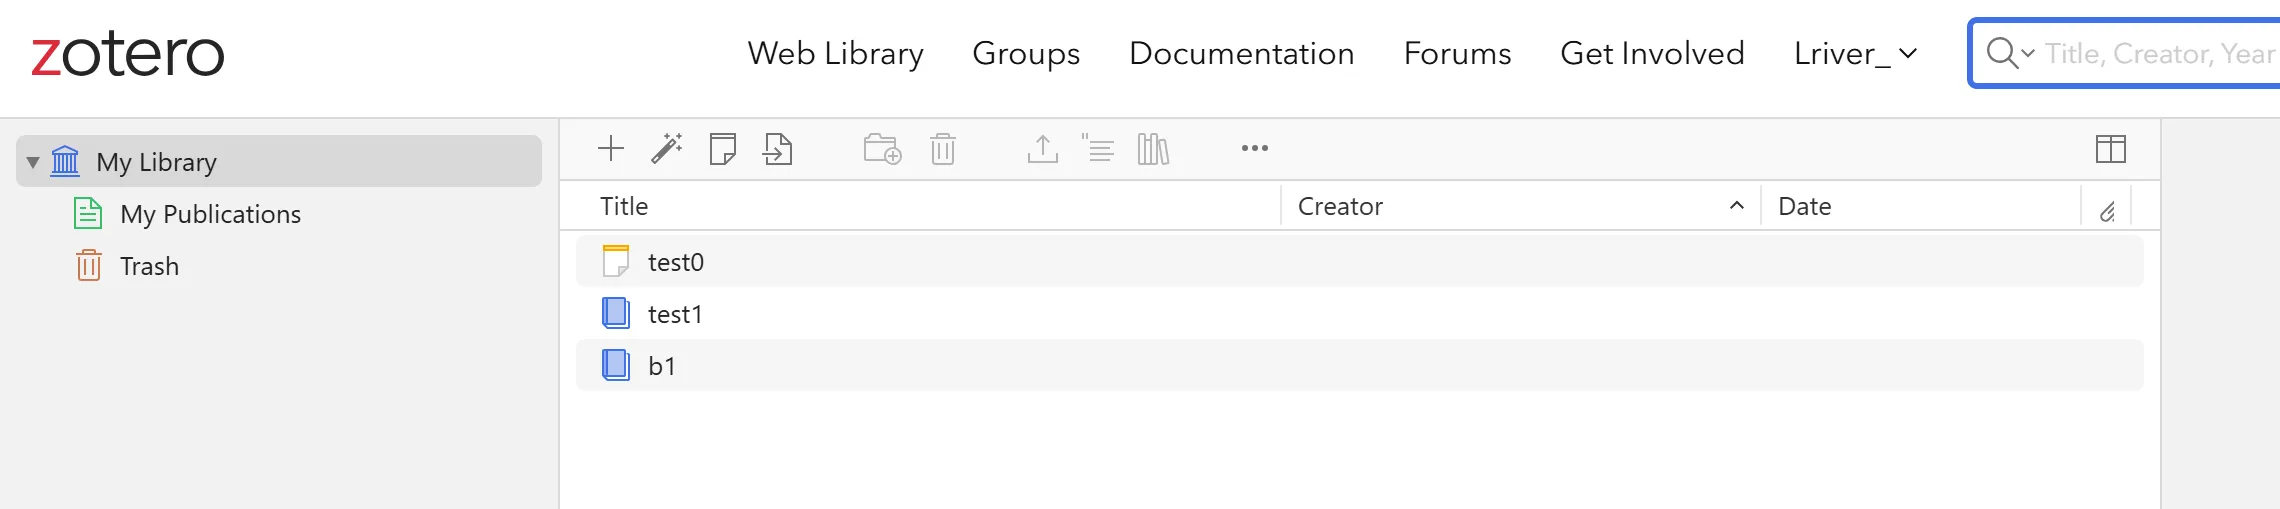 zotero
Web Library Groups Documentation Forums Get Involved Lriver_
Title, Creator, Year
My Library
My Publications
Trash
Title Creator Date
test0
test1
b1